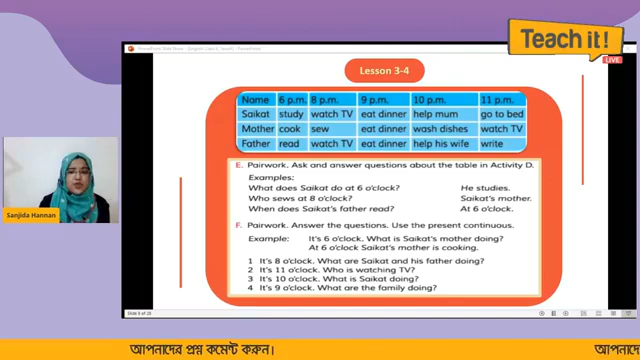 Teach it!
LIVE
English Class 4, Lesson3 - PowerPoint
Lesson 3-4
Name 6 p.m. 8 p.m. 9 p.m. 10 p.m. 11 p.m.
Saikat study watch TV eat dinner help mum go to bed
Mother cook sew eat dinner wash dishes watch TV
Father read watch TV eat dinner help his wife write
E. Pairwork. Ask and answer questions about the table in Activity D.
Examples:
What does Saikat do at 6 o'clock? He studies.
Who sews at 8 o'clock? Saikat's mother.
When does Saikat's father read? At 6 o'clock.
F. Pairwork. Answer the questions. Use the present continuous.
Example: It's 6 o'clock. What is Saikat's mother doing?
At 6 o'clock Saikat's mother is cooking.
1 It's 8 o'clock. What are Saikat and his father doing?
2 It's 11 o'clock. Who is watching TV?
3 It's 10 o'clock. What is Saikat doing?
4 It's 9 o'clock. What are the family doing?
Sanjida Hannan
আপনাদের প্রশ্ন কমেন্ট করুন।
আপনাদে